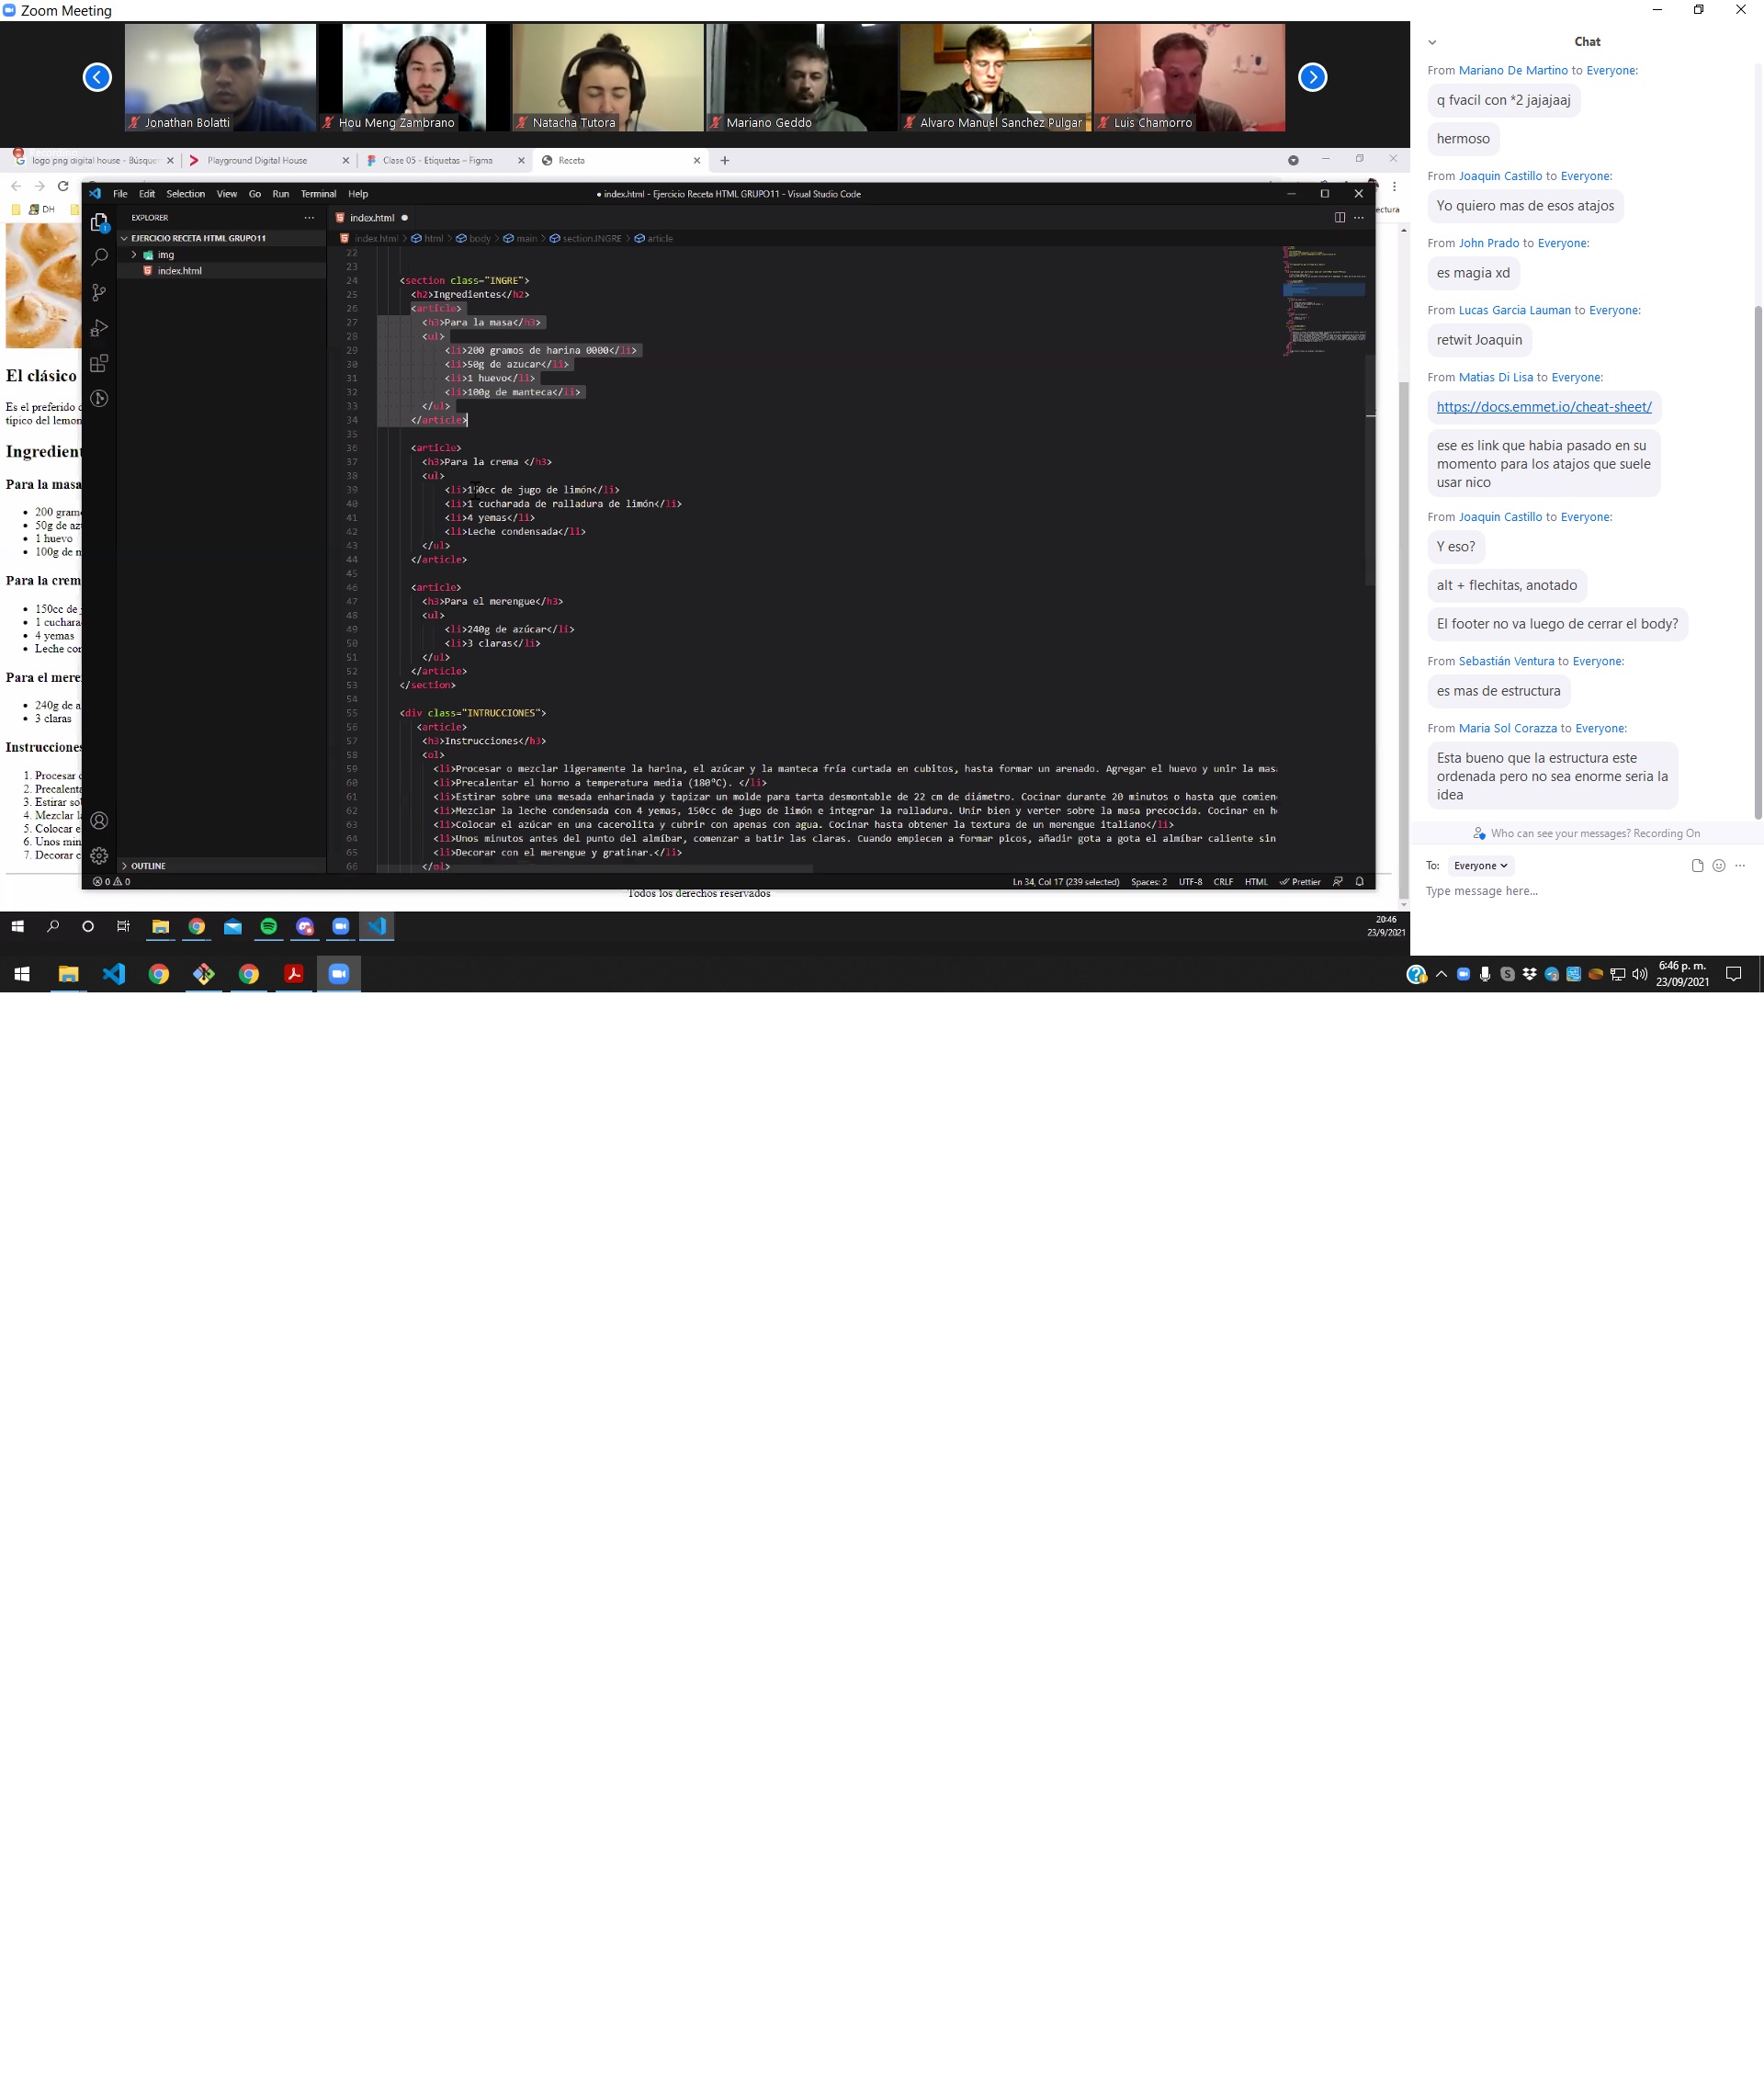 Zoom Meeting
Jonathan Bolatti
Hou Meng Zambrano
Natacha Tutora
Mariano Geddo
Alvaro Manuel Sanchez Pulgar
Luis Chamorro
logo png digital house - Búsque
Playground Digital House
Clase 05 - Etiquetas – Figma
Receta
DH
ectura
File Edit Selection View Go Run Terminal Help
● index.html - Ejercicio Receta HTML GRUPO11 - Visual Studio Code
EXPLORER
EJERCICIO RECETA HTML GRUPO11
img
index.html
OUTLINE
index.html
index.html > html > body > main > section.INGRE > article
22
23
24 <section class="INGRE">
25 <h2>Ingredientes</h2>
26 <article>
27 <h3>Para la masa</h3>
28 <ul>
29 <li>200 gramos de harina 0000</li>
30 <li>50g de azucar</li>
31 <li>1 huevo</li>
32 <li>100g de manteca</li>
33 </ul>
34 </article>
35
36 <article>
37 <h3>Para la crema </h3>
38 <ul>
39 <li>150cc de jugo de limón</li>
40 <li>1 cucharada de ralladura de limón</li>
41 <li>4 yemas</li>
42 <li>Leche condensada</li>
43 </ul>
44 </article>
45
46 <article>
47 <h3>Para el merengue</h3>
48 <ul>
49 <li>240g de azúcar</li>
50 <li>3 claras</li>
51 </ul>
52 </article>
53 </section>
54
55 <div class="INTRUCCIONES">
56 <article>
57 <h3>Instrucciones</h3>
58 <ol>
59 <li>Procesar o mezclar ligeramente la harina, el azúcar y la manteca fría curtada en cubitos, hasta formar un arenado. Agregar el huevo y unir la mas
60 <li>Precalentar el horno a temperatura media (180°C). </li>
61 <li>Estirar sobre una mesada enharinada y tapizar un molde para tarta desmontable de 22 cm de diámetro. Cocinar durante 20 minutos o hasta que comien
62 <li>Mezclar la leche condensada con 4 yemas, 150cc de jugo de limón e integrar la ralladura. Unir bien y verter sobre la masa precocida. Cocinar en h
63 <li>Colocar el azúcar en una cacerolita y cubrir con apenas con agua. Cocinar hasta obtener la textura de un merengue italiano</li>
64 <li>Unos minutos antes del punto del almíbar, comenzar a batir las claras. Cuando empiecen a formar picos, añadir gota a gota el almíbar caliente sin
65 <li>Decorar con el merengue y gratinar.</li>
66 </ol>
0 0
Ln 34, Col 17 (239 selected) Spaces: 2 UTF-8 CRLF HTML Prettier
El clásico
Es el preferido d
típico del lemon
Ingredient
Para la masa
200 gram
50g de az
1 huevo
100g de m
Para la crem
150cc de j
1 cuchara
4 yemas
Leche con
Para el mere
240g de a
3 claras
Instrucciones
1. Procesar o
2. Precalenta
3. Estirar sob
4. Mezclar la
5. Colocar e
6. Unos min
7. Decorar c
Todos los derechos reservados
20:46
23/9/2021
Chat
From Mariano De Martino to Everyone:
q fvacil con *2 jajajaaj
hermoso
From Joaquin Castillo to Everyone:
Yo quiero mas de esos atajos
From John Prado to Everyone:
es magia xd
From Lucas Garcia Lauman to Everyone:
retwit Joaquin
From Matias Di Lisa to Everyone:
https://docs.emmet.io/cheat-sheet/
ese es link que habia pasado en su
momento para los atajos que suele
usar nico
From Joaquin Castillo to Everyone:
Y eso?
alt + flechitas, anotado
El footer no va luego de cerrar el body?
From Sebastián Ventura to Everyone:
es mas de estructura
From Maria Sol Corazza to Everyone:
Esta bueno que la estructura este
ordenada pero no sea enorme seria la
idea
Who can see your messages? Recording On
To: Everyone
Type message here...
6:46 p. m.
23/09/2021